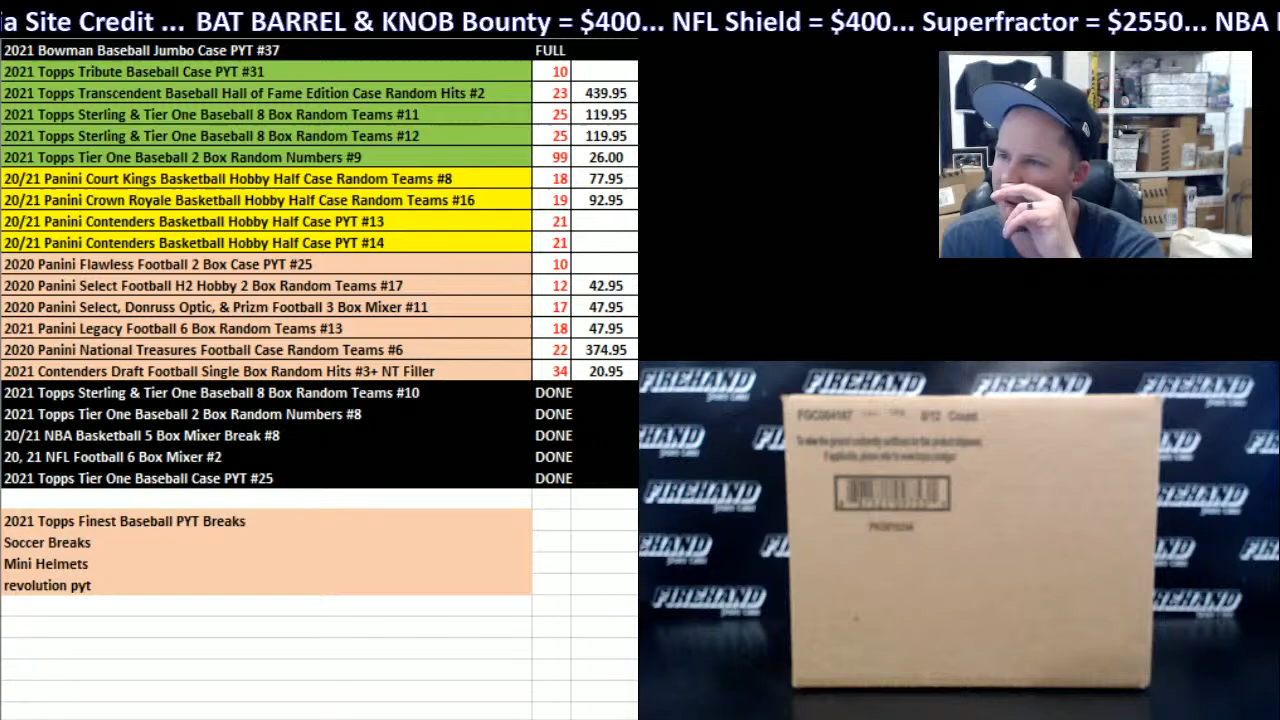 ia Site Credit ... BAT BARREL & KNOB Bounty = $400... NFL Shield = $400... Superfractor = $2550... NBA
2021 Bowman Baseball Jumbo Case PYT #37 FULL
2021 Topps Tribute Baseball Case PYT #31 10
2021 Topps Transcendent Baseball Hall of Fame Edition Case Random Hits #2 23 439.95
2021 Topps Sterling & Tier One Baseball 8 Box Random Teams #11 25 119.95
2021 Topps Sterling & Tier One Baseball 8 Box Random Teams #12 25 119.95
2021 Topps Tier One Baseball 2 Box Random Numbers #9 99 26.00
20/21 Panini Court Kings Basketball Hobby Half Case Random Teams #8 18 77.95
20/21 Panini Crown Royale Basketball Hobby Half Case Random Teams #16 19 92.95
20/21 Panini Contenders Basketball Hobby Half Case PYT #13 21
20/21 Panini Contenders Basketball Hobby Half Case PYT #14 21
2020 Panini Flawless Football 2 Box Case PYT #25 10
2020 Panini Select Football H2 Hobby 2 Box Random Teams #17 12 42.95
2020 Panini Select, Donruss Optic, & Prizm Football 3 Box Mixer #11 17 47.95
2021 Panini Legacy Football 6 Box Random Teams #13 18 47.95
2020 Panini National Treasures Football Case Random Teams #6 22 374.95
2021 Contenders Draft Football Single Box Random Hits #3+ NT Filler 34 20.95
2021 Topps Sterling & Tier One Baseball 8 Box Random Teams #10 DONE
2021 Topps Tier One Baseball 2 Box Random Numbers #8 DONE
20/21 NBA Basketball 5 Box Mixer Break #8 DONE
20, 21 NFL Football 6 Box Mixer #2 DONE
2021 Topps Tier One Baseball Case PYT #25 DONE
2021 Topps Finest Baseball PYT Breaks
Soccer Breaks
Mini Helmets
revolution pyt
FIREHAND
FIREHAND
FIREHAND
FIREHAND
FIREHAND
FIREHAND
FIREHAND
FIREHAND
8/12 Count